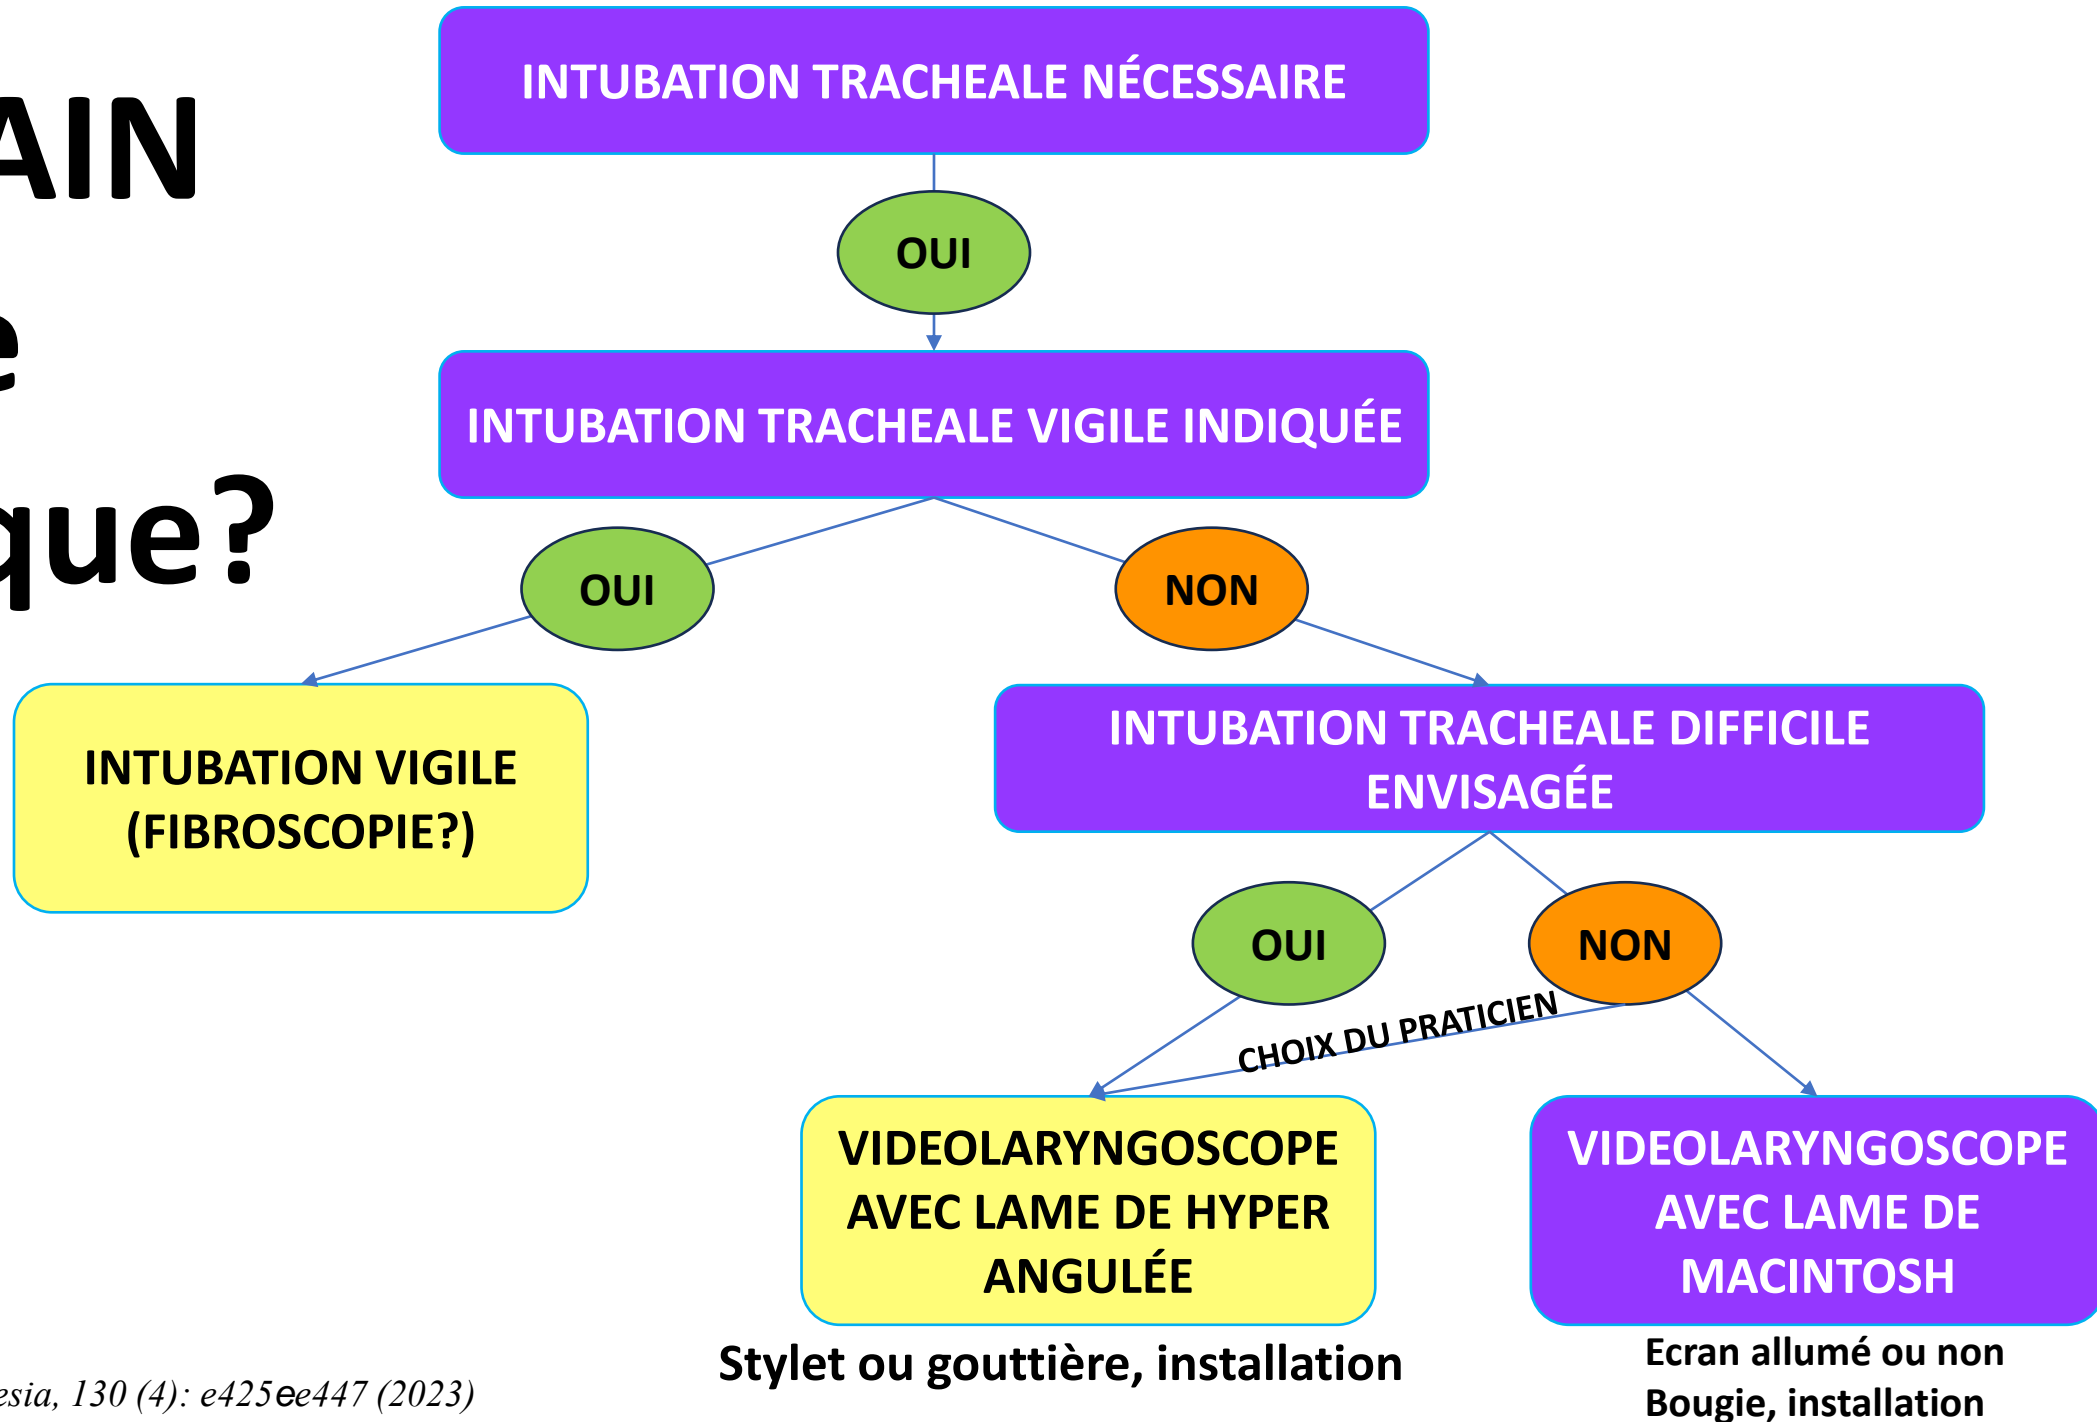 INTUBATION TRACHEALE NÉCESSAIRE
AIN
OUI
e
INTUBATION TRACHEALE VIGILE INDIQUÉE
que?
OUI
NON
INTUBATION VIGILE
(FIBROSCOPIE?)
INTUBATION TRACHEALE DIFFICILE
ENVISAGÉE
OUI
NON
CHOIX DU PRATICIEN
VIDEOLARYNGOSCOPE
AVEC LAME DE HYPER
ANGULÉE
VIDEOLARYNGOSCOPE
AVEC LAME DE
MACINTOSH
Stylet ou gouttière, installation
Ecran allumé ou non
Bougie, installation
esia, 130 (4): e425ee447 (2023)